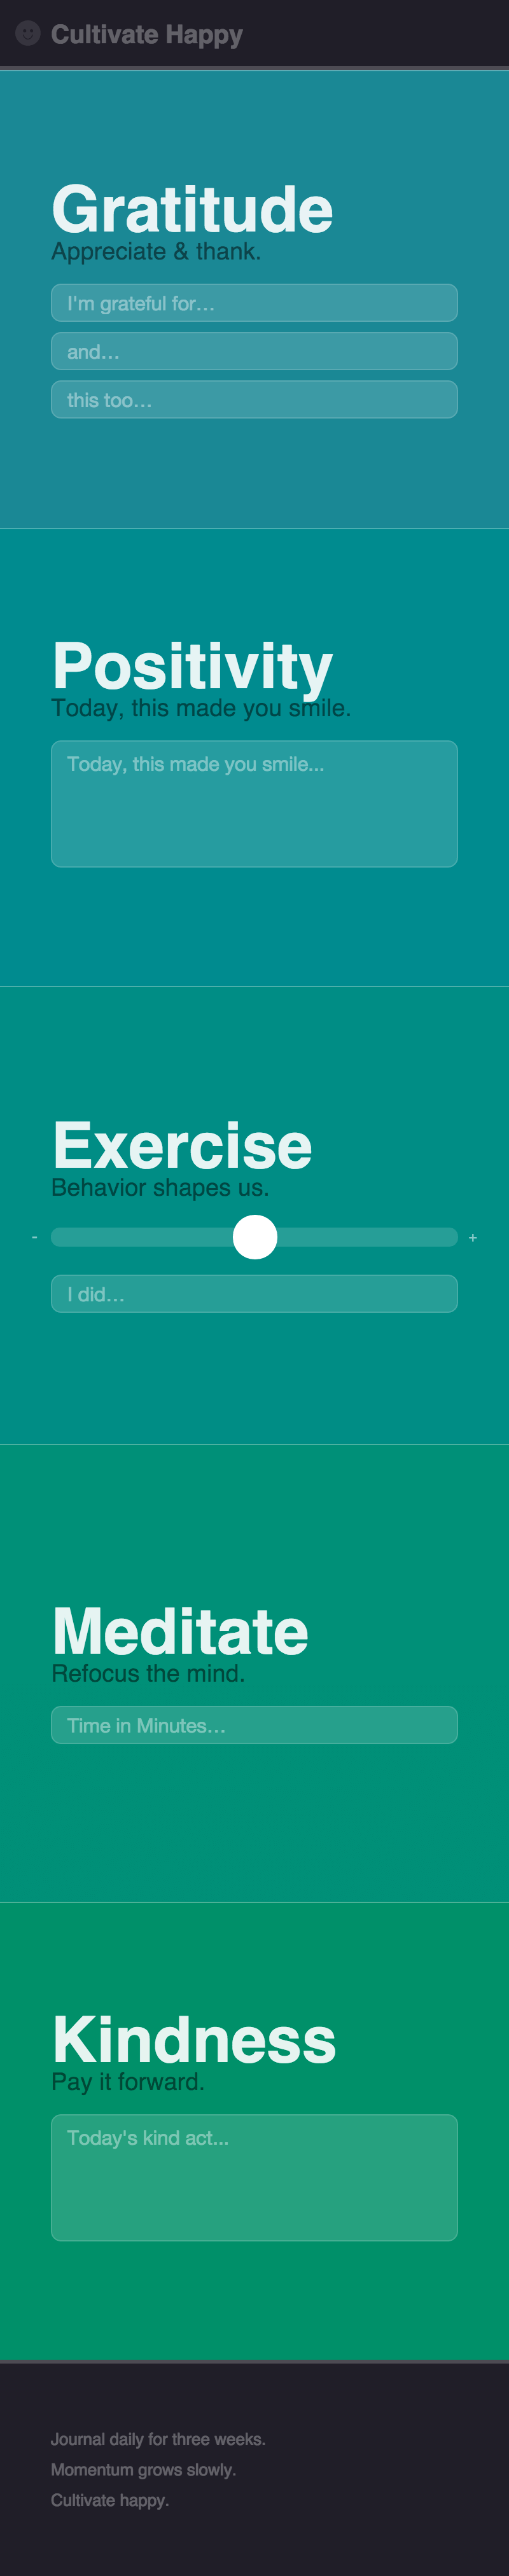 Cultivate Happy
Gratitude
Appreciate & thank.
I'm grateful for…
and…
this too…
Positivity
Today, this made you smile.
Today, this made you smile...
Exercise
Behavior shapes us.
- +
I did…
Meditate
Refocus the mind.
Time in Minutes…
Kindness
Pay it forward.
Today's kind act...
Journal daily for three weeks.
Momentum grows slowly.
Cultivate happy.